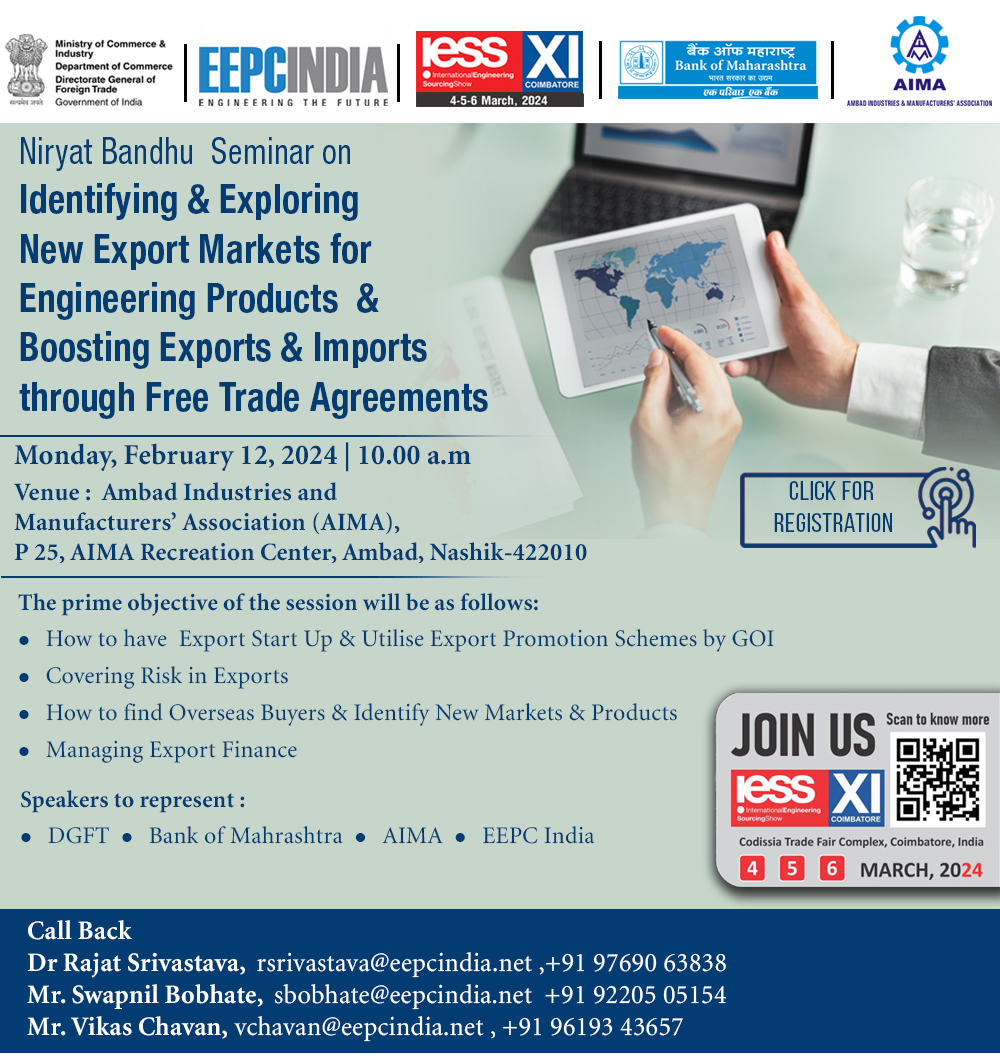 Ministry of Commerce &
Industry
Department of Commerce
Directorate General of
Foreign Trade
Government of India
सत्यमेव जयते
EEPCINDIA
ENGINEERING THE FUTURE
iess XI
InternationalEngineering
SourcingShow
COIMBATORE
4-5-6 March, 2024
बैंक ऑफ महाराष्ट्र
Bank of Maharashtra
भारत सरकार का उद्यम
एक परिवार एक बैंक
AIMA
AMBAD INDUSTRIES & MANUFACTURERS' ASSOCIATION
Niryat Bandhu Seminar on
Identifying & Exploring
New Export Markets for
Engineering Products &
Boosting Exports & Imports
through Free Trade Agreements
Monday, February 12, 2024 | 10.00 a.m
Venue : Ambad Industries and
Manufacturers’ Association (AIMA),
P 25, AIMA Recreation Center, Ambad, Nashik-422010
CLICK FOR
REGISTRATION
The prime objective of the session will be as follows:
• How to have Export Start Up & Utilise Export Promotion Schemes by GOI
• Covering Risk in Exports
• How to find Overseas Buyers & Identify New Markets & Products
• Managing Export Finance
Speakers to represent :
• DGFT • Bank of Mahrashtra • AIMA • EEPC India
JOIN US
Scan to know more
iess XI
InternationalEngineering
SourcingShow
COIMBATORE
Codissia Trade Fair Complex, Coimbatore, India
4 5 6 MARCH, 2024
Call Back
Dr Rajat Srivastava, rsrivastava@eepcindia.net ,+91 97690 63838
Mr. Swapnil Bobhate, sbobhate@eepcindia.net +91 92205 05154
Mr. Vikas Chavan, vchavan@eepcindia.net , +91 96193 43657